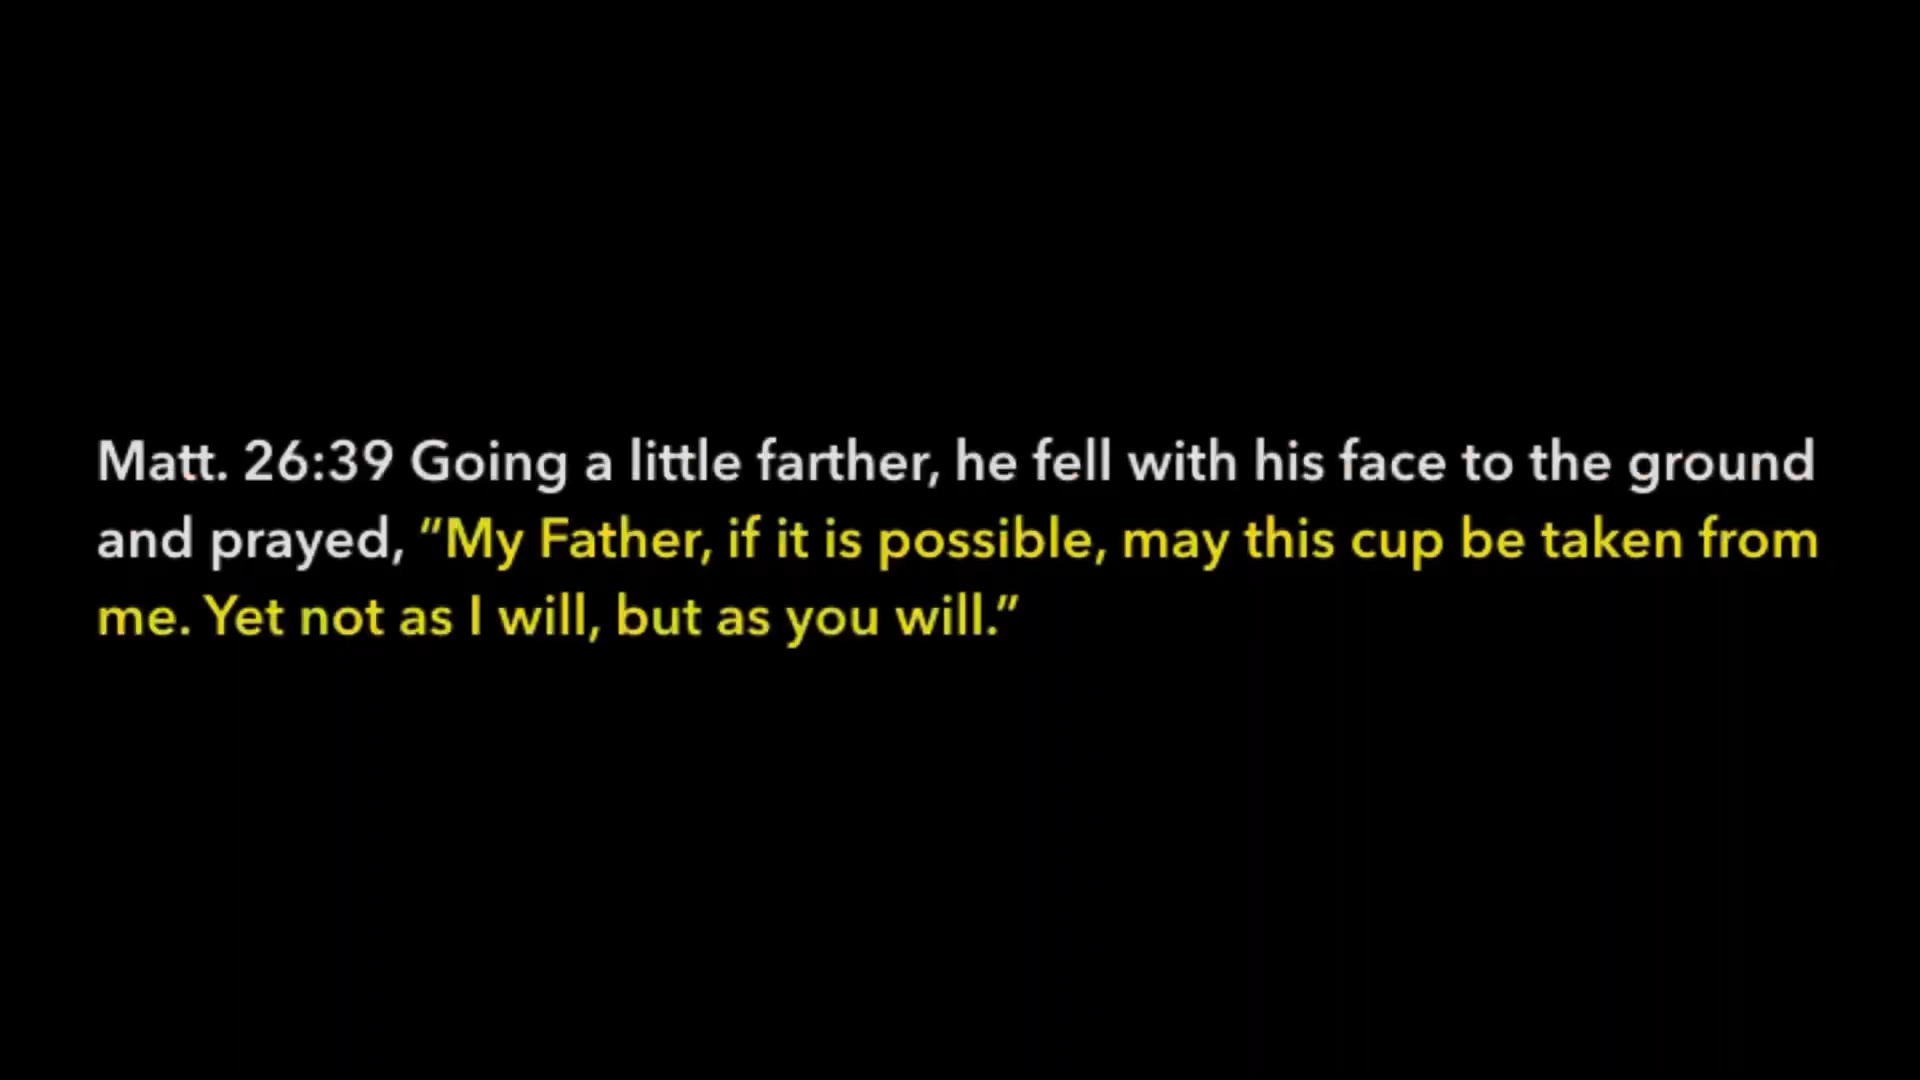 Matt. 26:39 Going a little farther, he fell with his face to the ground
and prayed, “My Father, if it is possible, may this cup be taken from
me. Yet not as I will, but as you will.”